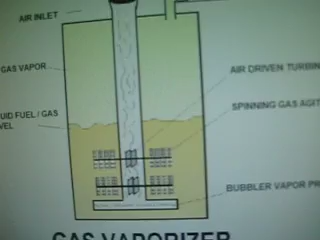 AIR INLET
GAS VAPOR
AIR DRIVEN TURBIN
SPINNING GAS AGIT
UID FUEL / GAS
VEL
BUBBLER VAPOR PR
GAS VAPORIZER